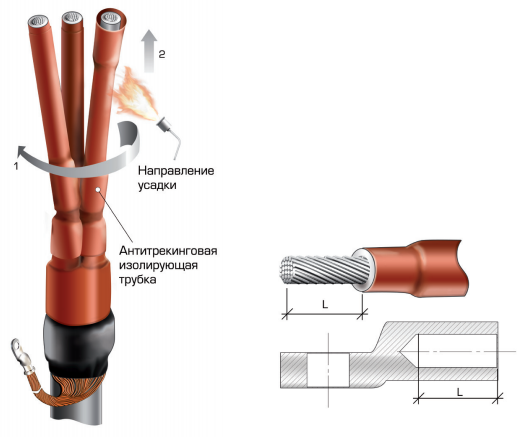 2
1
Направление
усадки
Антитрекинговая
изолирующая
трубка
L
L